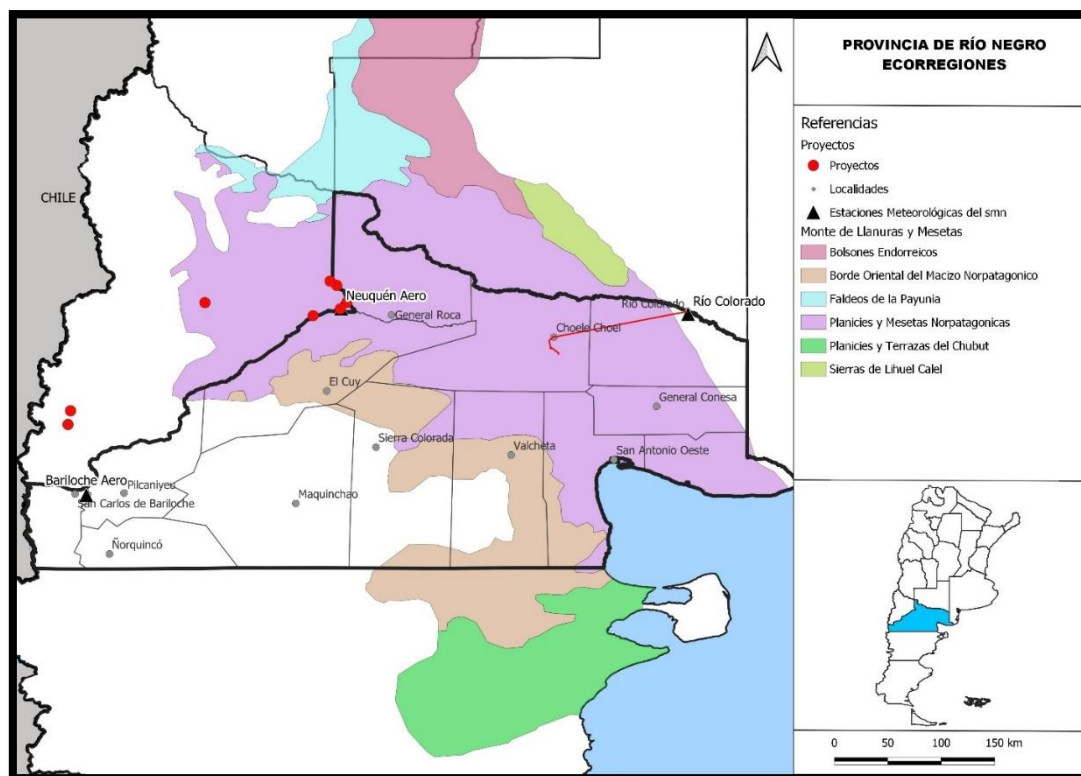 PROVINCIA DE RÍO NEGRO
ECORREGIONES
Referencias
Proyectos
Proyectos
Localidades
Estaciones Meteorológicas del smn
Monte de Llanuras y Mesetas
Bolsones Endorreicos
Borde Oriental del Macizo Norpatagonico
Faldeos de la Payunia
Planicies y Mesetas Norpatagonicas
Planicies y Terrazas del Chubut
Sierras de Lihuel Calel
CHILE
Neuquén Aero
General Roca
Río Colorado
Río Colorado
Choele Choel
El Cuy
General Conesa
Sierra Colorada
Valcheta
San Antonio Oeste
Bariloche Aero
Pilcaniyeu
San Carlos de Bariloche
Maquinchao
Ñorquincó
0 50 100 150 km